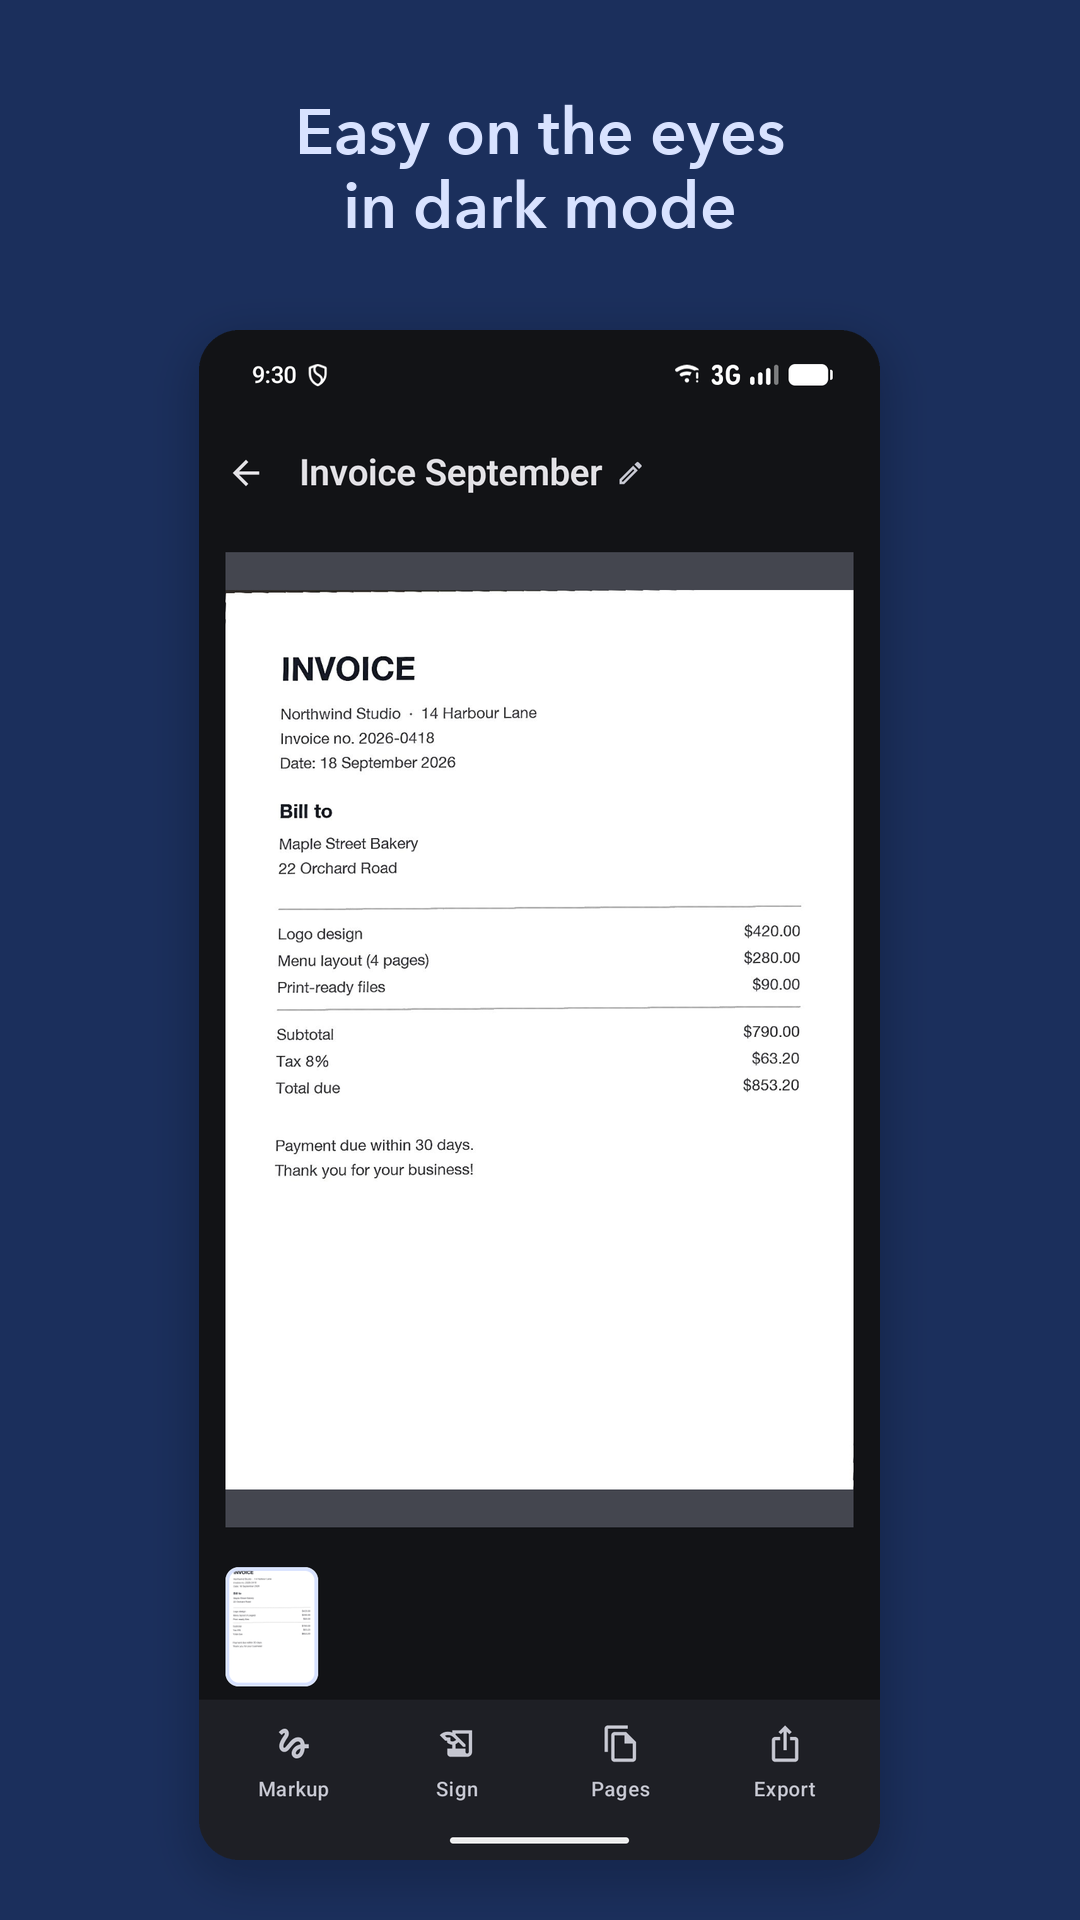 Easy on the eyes
in dark mode
9:30
3G
Invoice September
INVOICE
Northwind Studio · 14 Harbour Lane
Invoice no. 2026-0418
Date: 18 September 2026
Bill to
Maple Street Bakery
22 Orchard Road
Logo design $420.00
Menu layout (4 pages) $280.00
Print-ready files $90.00
Subtotal $790.00
Tax 8% $63.20
Total due $853.20
Payment due within 30 days.
Thank you for your business!
Markup Sign Pages Export